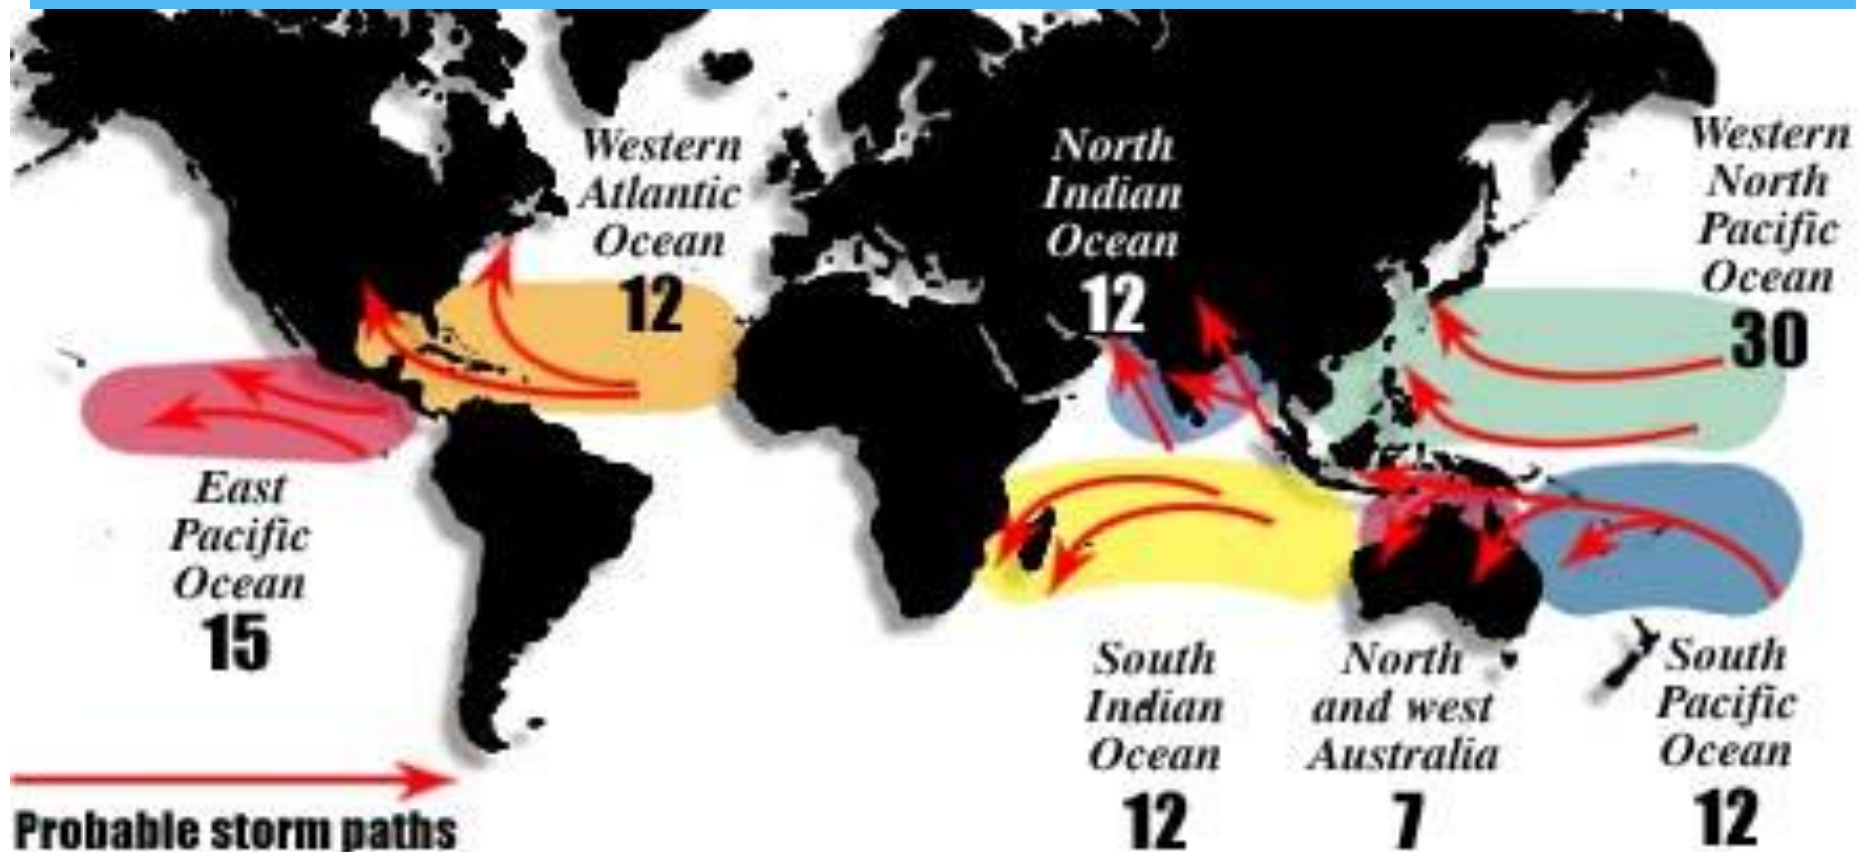 Western
Atlantic
Ocean
12
North
Indian
Ocean
12
Western
North
Pacific
Ocean
30
East
Pacific
Ocean
15
South
Indian
Ocean
12
North
and west
Australia
7
South
Pacific
Ocean
12
Probable storm paths